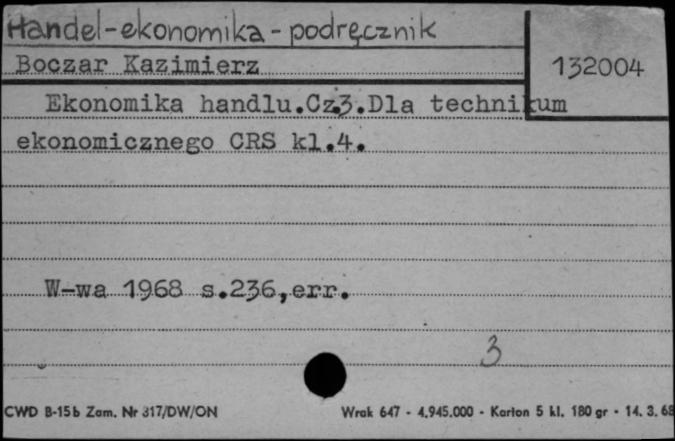 Handel-ekonomika-podręcznik
Boczar Kazimierz
132004
Ekonomika handlu.Cz3.Dla technikum
ekonomicznego CRS kl.4.
W-wa 1968 s.236,err.
3
CWD B-15b Zam. Nr 317/DW/ON
Wrak 647 - 4.945.000 - Karton 5 kl. 180 gr - 14. 3. 68